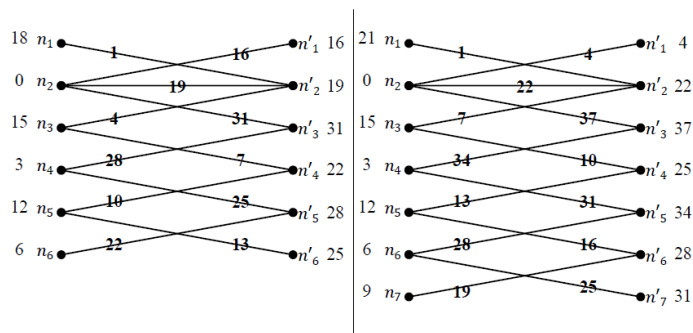 18 n₁ 1 16 n'₁ 16
0 n₂ 19 n'₂ 19
15 n₃ 4 31 n'₃ 31
3 n₄ 28 7 n'₄ 22
12 n₅ 10 25 n'₅ 28
6 n₆ 22 13 n'₆ 25
21 n₁ 1 4 n'₁ 4
0 n₂ 22 n'₂ 22
15 n₃ 7 37 n'₃ 37
3 n₄ 34 10 n'₄ 25
12 n₅ 13 31 n'₅ 34
6 n₆ 28 16 n'₆ 28
9 n₇ 19 25 n'₇ 31